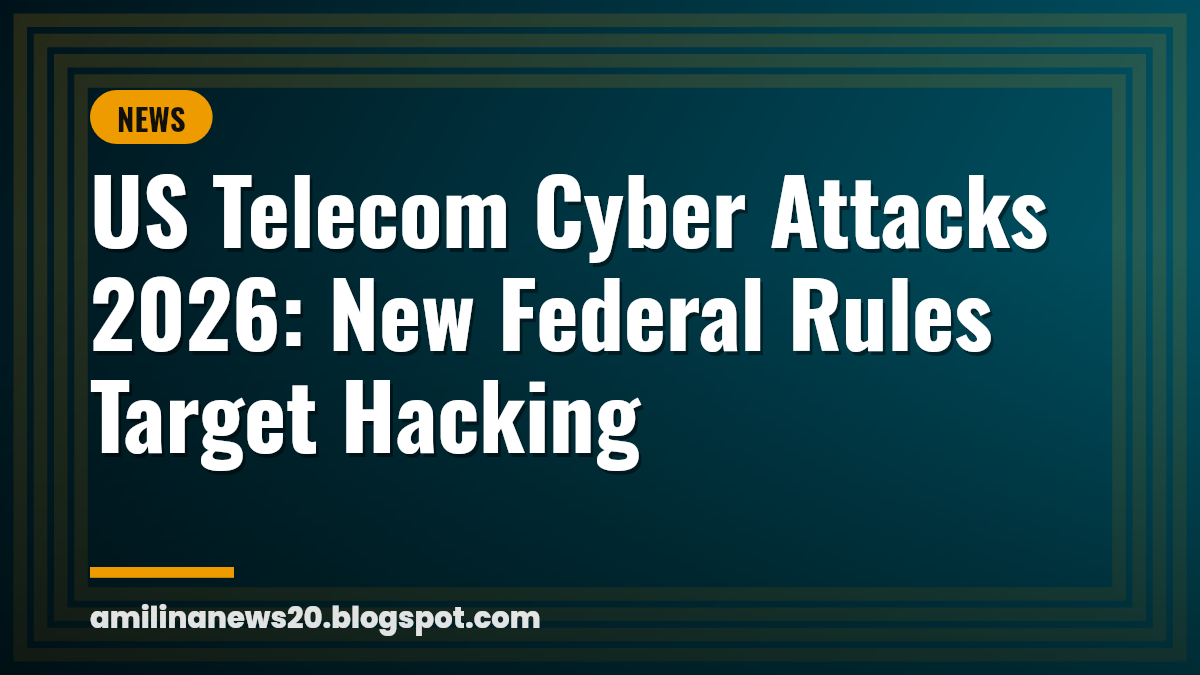 NEWS
US Telecom Cyber Attacks
2026: New Federal Rules
Target Hacking
amilinanews20.blogspot.com